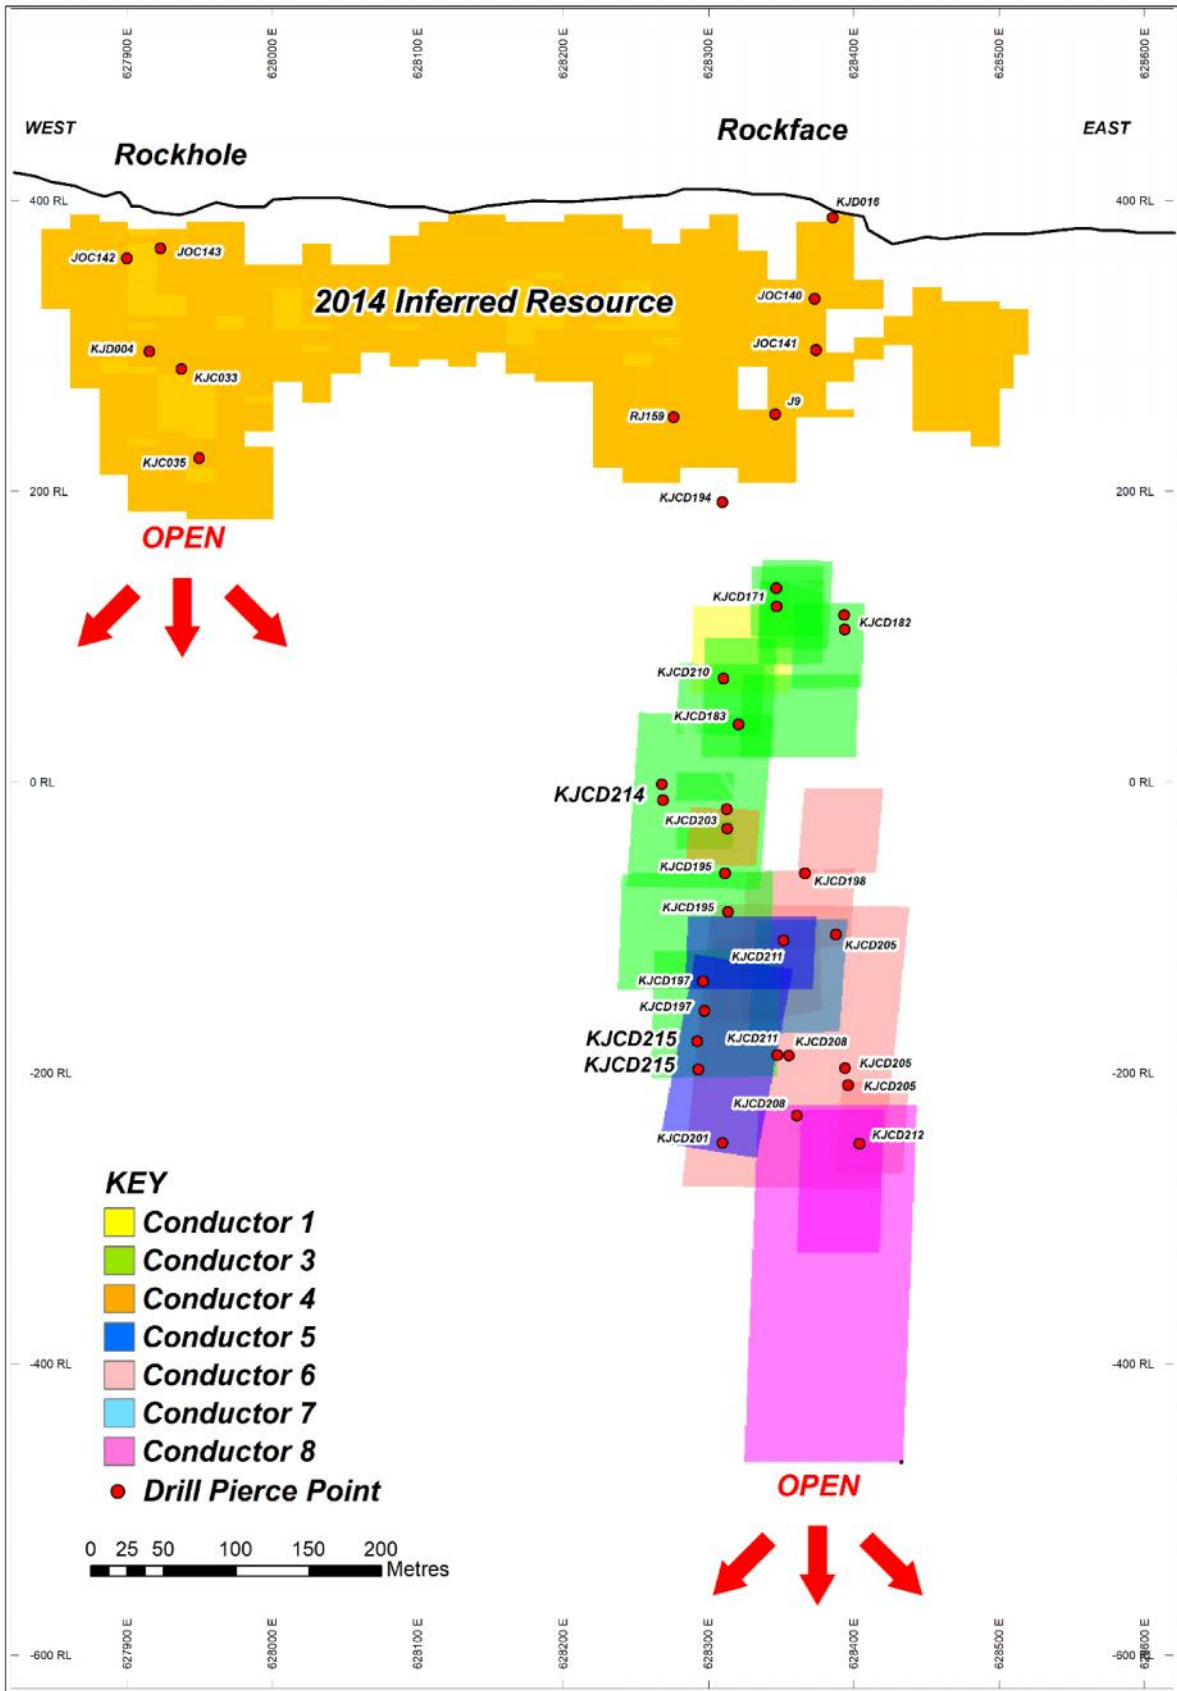 627900 E
628000 E
628100 E
628200 E
628300 E
628400 E
628500 E
628600 E
WEST
Rockhole
Rockface
EAST
400 RL
400 RL
KJD016
JOC142
JOC143
2014 Inferred Resource
JOC140
KJD004
JOC141
KJC033
RJ159
J9
KJC035
200 RL
KJCD194
200 RL
OPEN
KJCD171
KJCD182
KJCD210
KJCD183
0 RL
0 RL
KJCD214
KJCD203
KJCD195
KJCD198
KJCD195
KJCD205
KJCD211
KJCD197
KJCD197
KJCD215
KJCD211
KJCD208
KJCD215
KJCD205
-200 RL
-200 RL
KJCD205
KJCD208
KJCD201
KJCD212
KEY
Conductor 1
Conductor 3
Conductor 4
Conductor 5
Conductor 6
-400 RL
-400 RL
Conductor 7
Conductor 8
Drill Pierce Point
OPEN
0 25 50 100 150 200
Metres
627900 E
628000 E
628100 E
628200 E
628300 E
628400 E
628500 E
628600 E
-600 RL
-600 RL